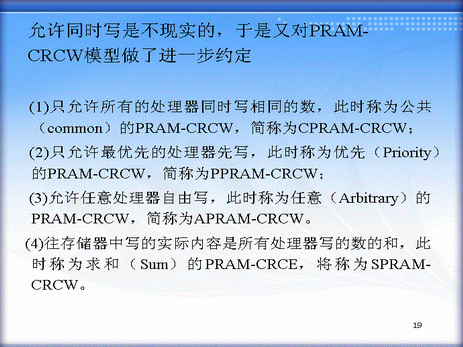 允许同时写是不现实的，于是又对PRAM-
CRCW模型做了进一步约定
(1)只允许所有的处理器同时写相同的数，此时称为公共
（common）的PRAM-CRCW，简称为CPRAM-CRCW；
(2)只允许最优先的处理器先写，此时称为优先（Priority）
的PRAM-CRCW，简称为PPRAM-CRCW；
(3)允许任意处理器自由写，此时称为任意（Arbitrary）的
PRAM-CRCW，简称为APRAM-CRCW。
(4)往存储器中写的实际内容是所有处理器写的数的和，此
时称为求和（Sum）的PRAM-CRCE，将称为SPRAM-
CRCW。
19